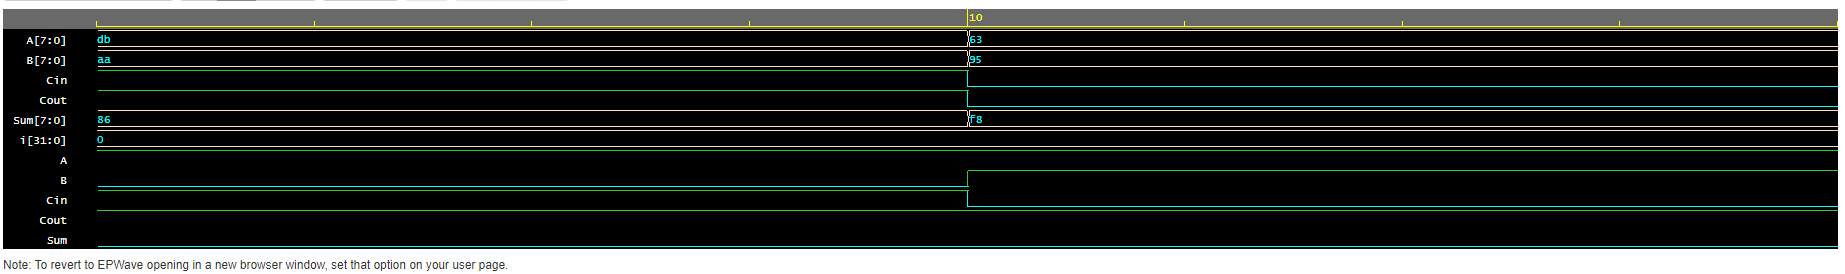 10
A[7:0] db 63
B[7:0] aa 95
Cin
Cout
Sum[7:0] 86 f8
i[31:0] 0
A
B
Cin
Cout
Sum
Note: To revert to EPWave opening in a new browser window, set that option on your user page.